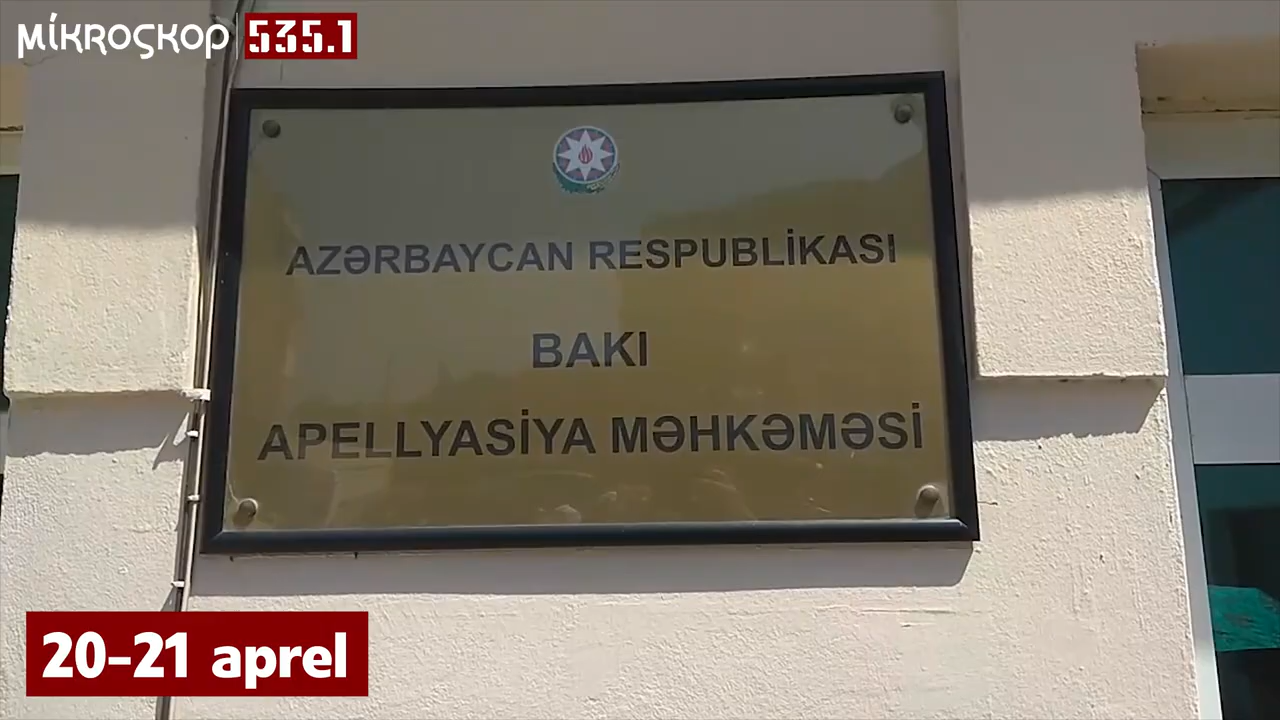 MİKROSKOP 535.1
AZƏRBAYCAN RESPUBLİKASI
BAKI
APELLYASİYA MƏHKƏMƏSİ
20-21 aprel